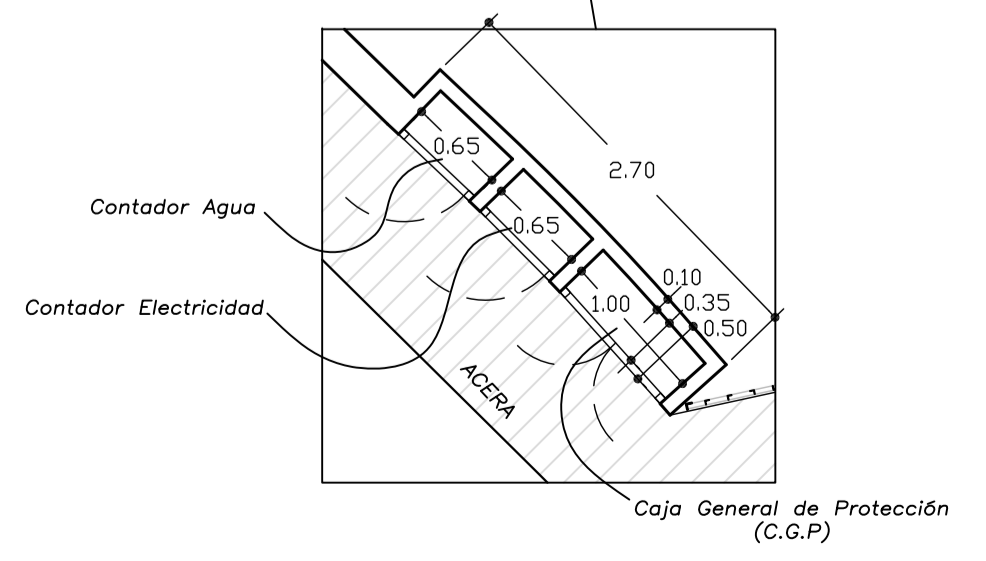 0.65
2.70
Contador Agua
0.65
0.10
1.00
0.35
0.50
Contador Electricidad
ACERA
Caja General de Protección
(C.G.P)